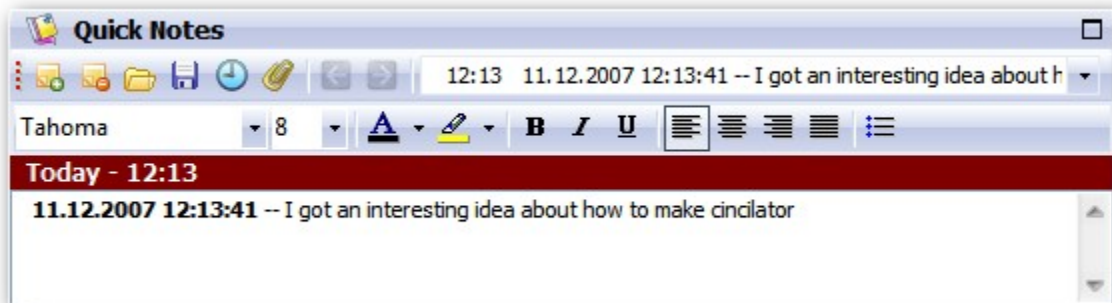 Quick Notes
12:13 11.12.2007 12:13:41 -- I got an interesting idea about h
Tahoma 8 A B I U
Today - 12:13
11.12.2007 12:13:41 -- I got an interesting idea about how to make cincilator